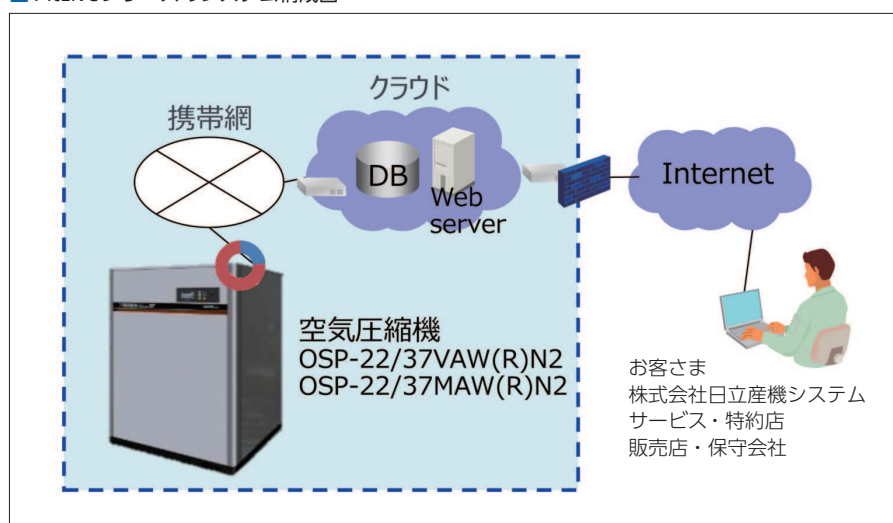 携帯網
クラウド
DB
Web
server
Internet
空気圧縮機
OSP-22/37VAW(R)N2
OSP-22/37MAW(R)N2
お客さま
株式会社日立産機システム
サービス・特約店
販売店・保守会社